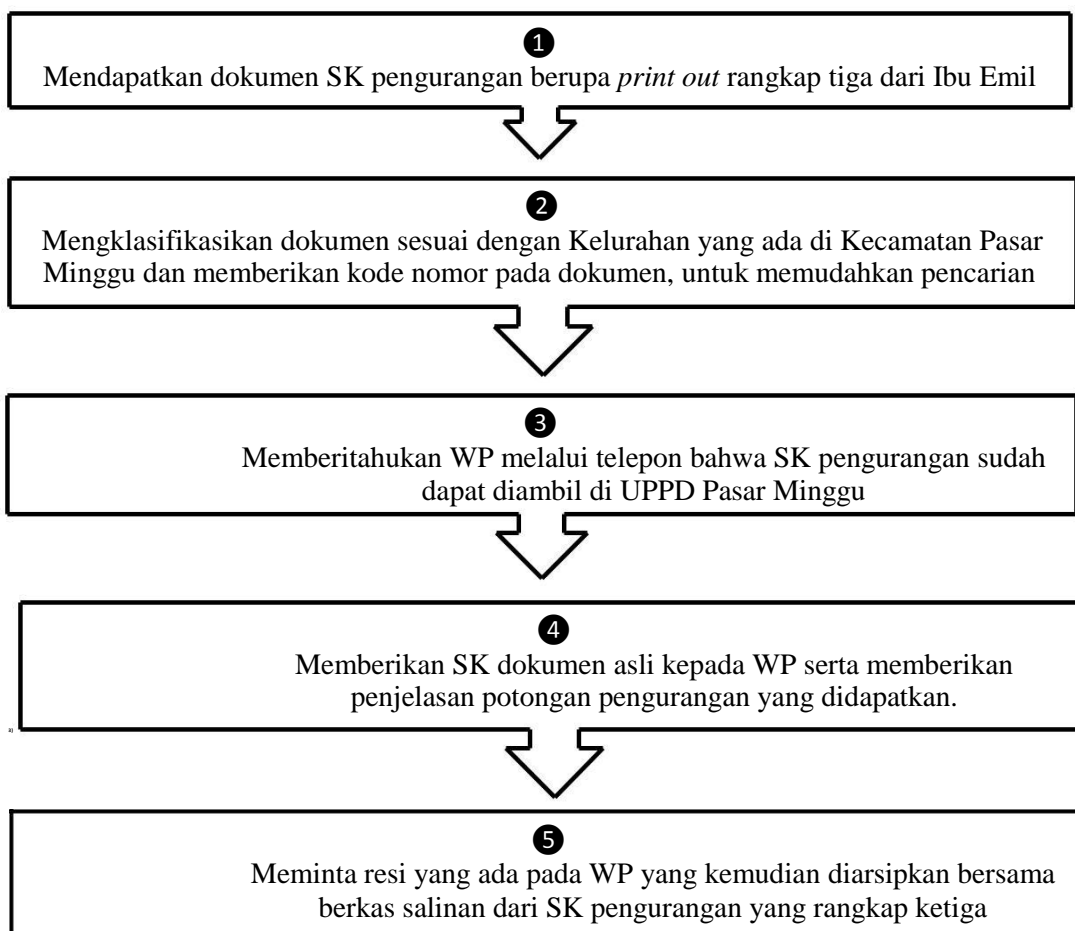 ❶
Mendapatkan dokumen SK pengurangan berupa print out rangkap tiga dari Ibu Emil
❷
Mengklasifikasikan dokumen sesuai dengan Kelurahan yang ada di Kecamatan Pasar
Minggu dan memberikan kode nomor pada dokumen, untuk memudahkan pencarian
❸
Memberitahukan WP melalui telepon bahwa SK pengurangan sudah
dapat diambil di UPPD Pasar Minggu
❹
Memberikan SK dokumen asli kepada WP serta memberikan
penjelasan potongan pengurangan yang didapatkan.
❺
Meminta resi yang ada pada WP yang kemudian diarsipkan bersama
berkas salinan dari SK pengurangan yang rangkap ketiga